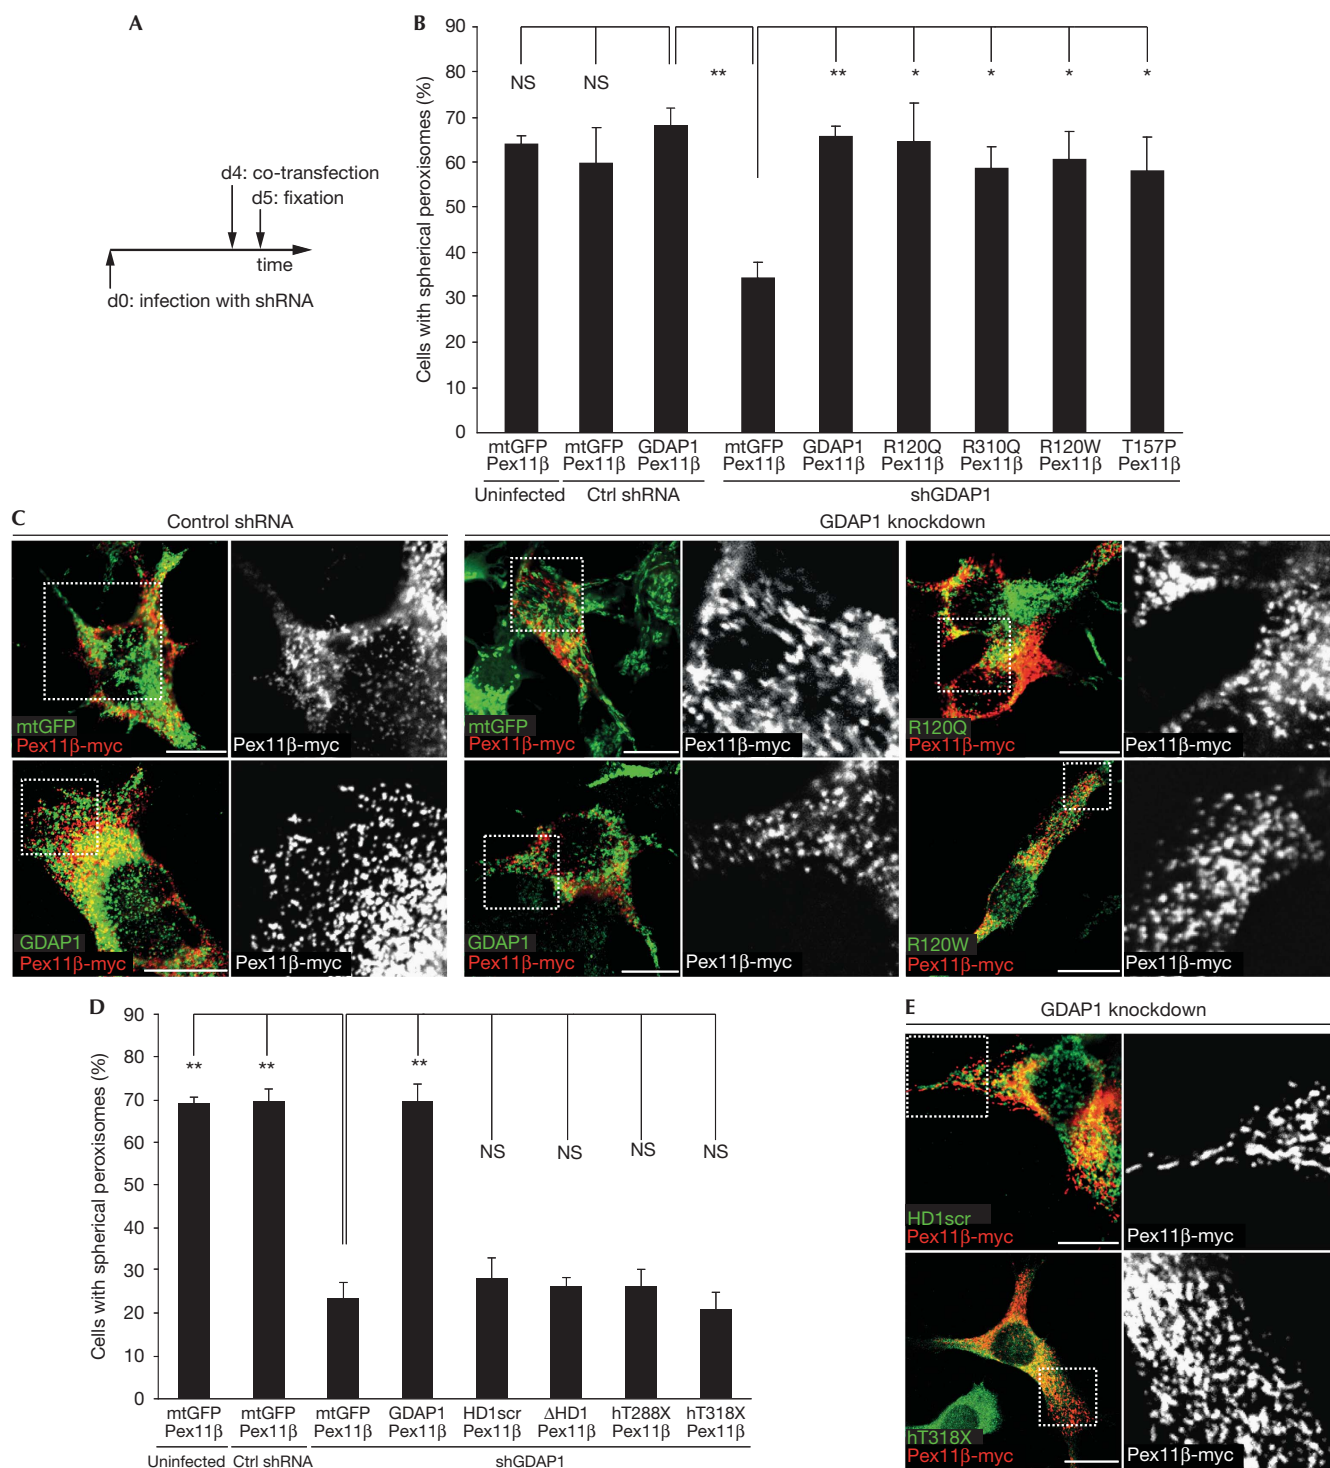 A
d4: co-transfection
d5: fixation
time
d0: infection with shRNA
B
Cells with spherical peroxisomes (%)
90
80
70
60
50
40
30
20
10
0
NS NS ** ** * * * *
mtGFP mtGFP GDAP1 mtGFP GDAP1 R120Q R310Q R120W T157P
Pex11β Pex11β Pex11β Pex11β Pex11β Pex11β Pex11β Pex11β Pex11β
Uninfected Ctrl shRNA shGDAP1
C
Control shRNA GDAP1 knockdown
mtGFP
Pex11β-myc Pex11β-myc
mtGFP
Pex11β-myc Pex11β-myc
R120Q
Pex11β-myc Pex11β-myc
GDAP1
Pex11β-myc Pex11β-myc
GDAP1
Pex11β-myc Pex11β-myc
R120W
Pex11β-myc Pex11β-myc
D
Cells with spherical peroxisomes (%)
90
80
70
60
50
40
30
20
10
0
** ** ** NS NS NS NS
mtGFP mtGFP mtGFP GDAP1 HD1scr ΔHD1 hT288X hT318X
Pex11β Pex11β Pex11β Pex11β Pex11β Pex11β Pex11β Pex11β
Uninfected Ctrl shRNA shGDAP1
E
GDAP1 knockdown
HD1scr
Pex11β-myc Pex11β-myc
hT318X
Pex11β-myc Pex11β-myc